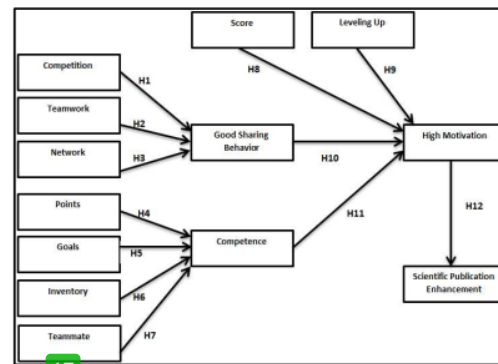 Score
Leveling Up
Competition
H1
H8
H9
Teamwork
H2
Good Sharing
Behavior
High Motivation
Network
H3
H10
Points
H4
H11
Goals
H5
Competence
H12
Inventory
H6
Scientific Publication
Enhancement
Teammate
H7